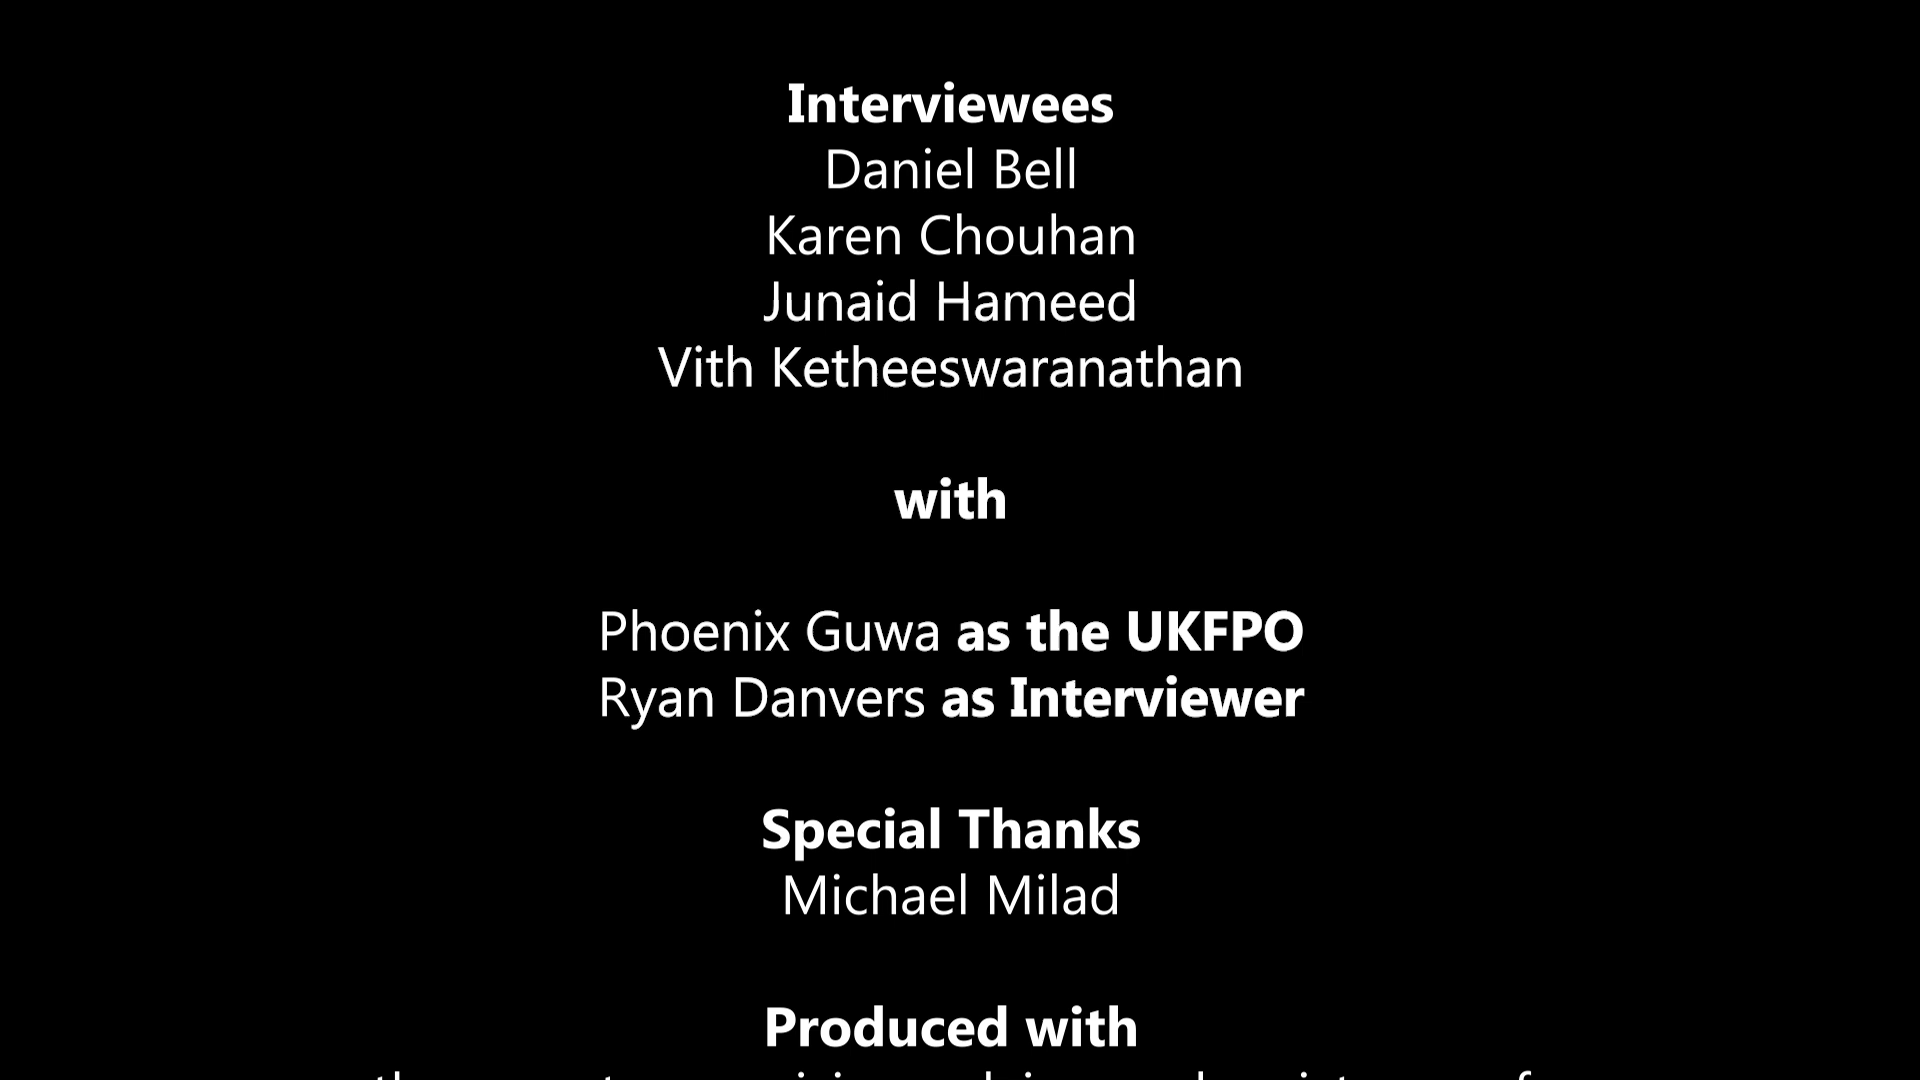 Interviewees
Daniel Bell
Karen Chouhan
Junaid Hameed
Vith Ketheeswaranathan
with
Phoenix Guwa as the UKFPO
Ryan Danvers as Interviewer
Special Thanks
Michael Milad
Produced with